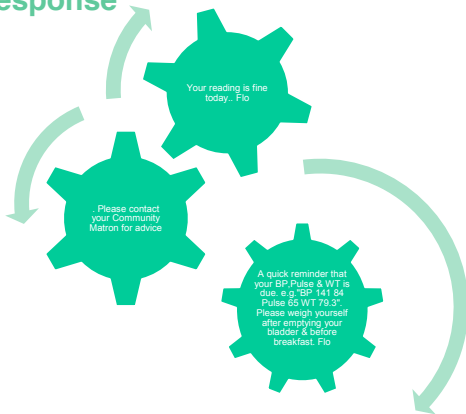 esponse
Your reading is fine
today.. Flo
. Please contact
your Community
Matron for advice
A quick reminder that
your BP,Pulse & WT is
due. e.g."BP 141 84
Pulse 65 WT 79.3".
Please weigh yourself
after emptying your
bladder & before
breakfast. Flo